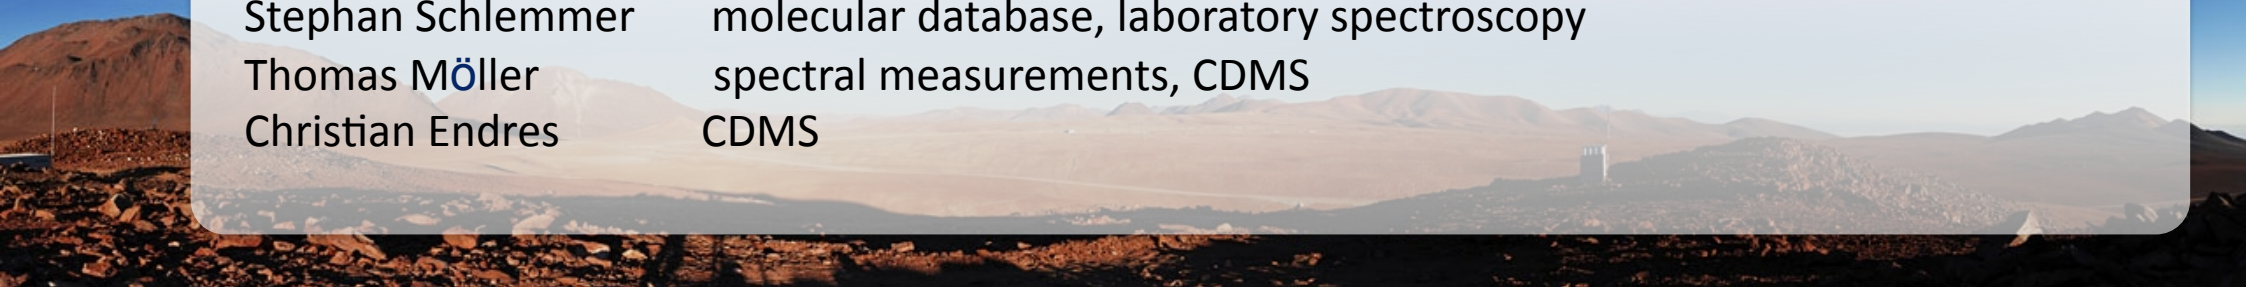 Stephan Schlemmer molecular database, laboratory spectroscopy
Thomas Möller spectral measurements, CDMS
Christian Endres CDMS